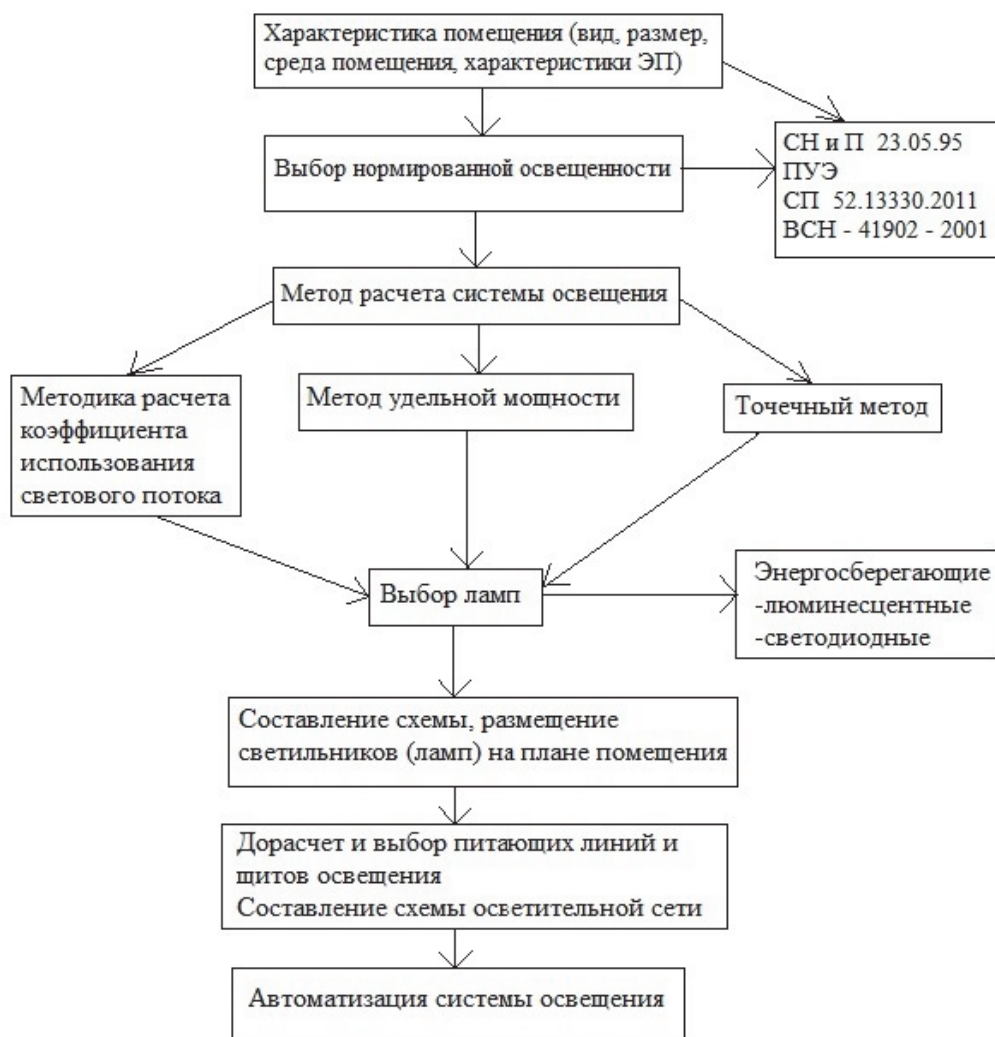 Характеристика помещения (вид, размер,
среда помещения, характеристики ЭП)
СН и П 23.05.95
ПУЭ
СП 52.13330.2011
ВСН - 41902 - 2001
Выбор нормированной освещенности
Метод расчета системы освещения
Методика расчета
коэффициента
использования
светового потока
Метод удельной мощности
Точечный метод
Выбор ламп
Энергосберегающие
-люминесцентные
-светодиодные
Составление схемы, размещение
светильников (ламп) на плане помещения
Дорасчет и выбор питающих линий и
щитов освещения
Составление схемы осветительной сети
Автоматизация системы освещения